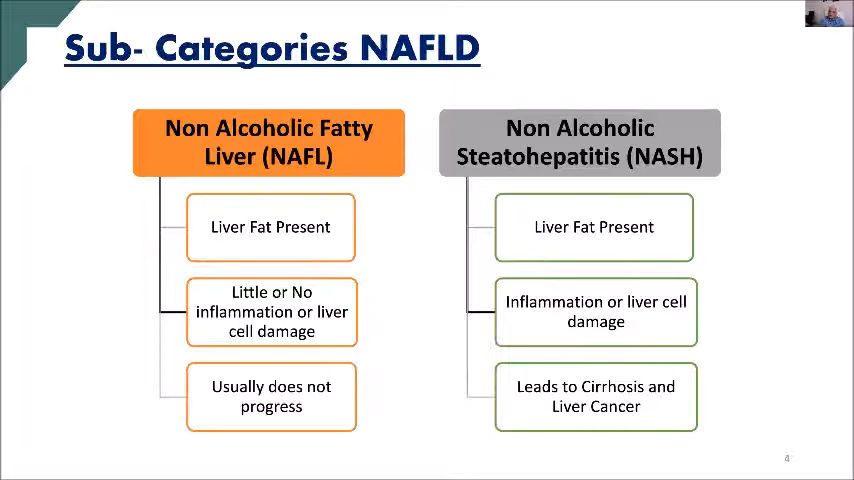 Sub- Categories NAFLD
Non Alcoholic Fatty
Liver (NAFL)
Liver Fat Present
Little or No
inflammation or liver
cell damage
Usually does not
progress
Non Alcoholic
Steatohepatitis (NASH)
Liver Fat Present
Inflammation or liver cell
damage
Leads to Cirrhosis and
Liver Cancer
4